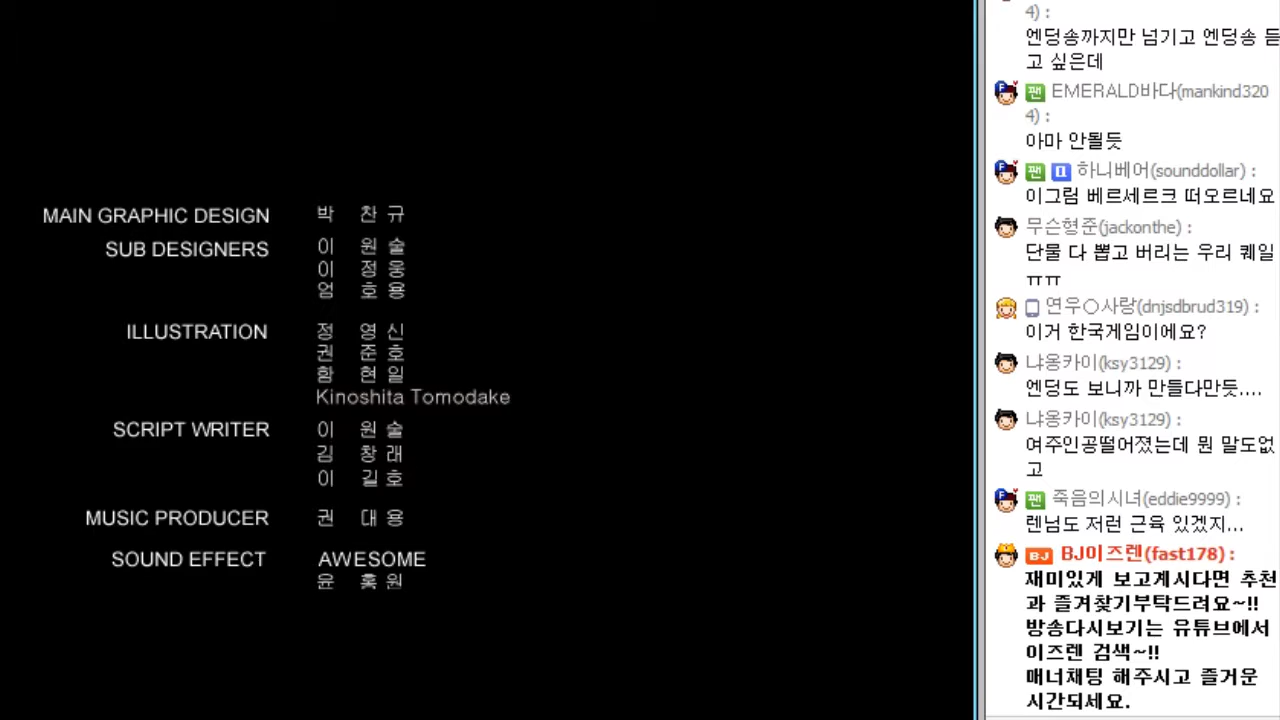 MAIN GRAPHIC DESIGN 박 찬 규
SUB DESIGNERS 이 원 술
이 정 웅
엄 호 용
ILLUSTRATION 정 영 신
권 준 호
황 현 일
Kinoshita Tomodake
SCRIPT WRITER 이 원 술
김 창 래
이 길 호
MUSIC PRODUCER 권 대 용
SOUND EFFECT AWESOME
윤 홍 원
4) :
엔딩송까지만 넘기고 엔딩송 듣
고 싶은데
팬 EMERALD바다(mankind320
4) :
아마 안될듯
팬 하니베어(sounddollar) :
이그럼 베르세르크 떠오르네요
무슨형준(jackonthe) :
단물 다 뽑고 버리는 우리 퀘일
ㅠㅠ
연우○사랑(dnjsdbrud319) :
이거 한국게임이에요?
냐옹카이(ksy3129) :
엔딩도 보니까 만들다만듯....
냐옹카이(ksy3129) :
여주인공떨어졌는데 뭔 말도없
고
팬 죽음의시녀(eddie9999) :
렌님도 저런 근육 있겠지...
BJ BJ이즈렌(fast178) :
재미있게 보고계시다면 추천
과 즐겨찾기부탁드려요~!!
방송다시보기는 유튜브에서
이즈렌 검색~!!
매너채팅 해주시고 즐거운
시간되세요.